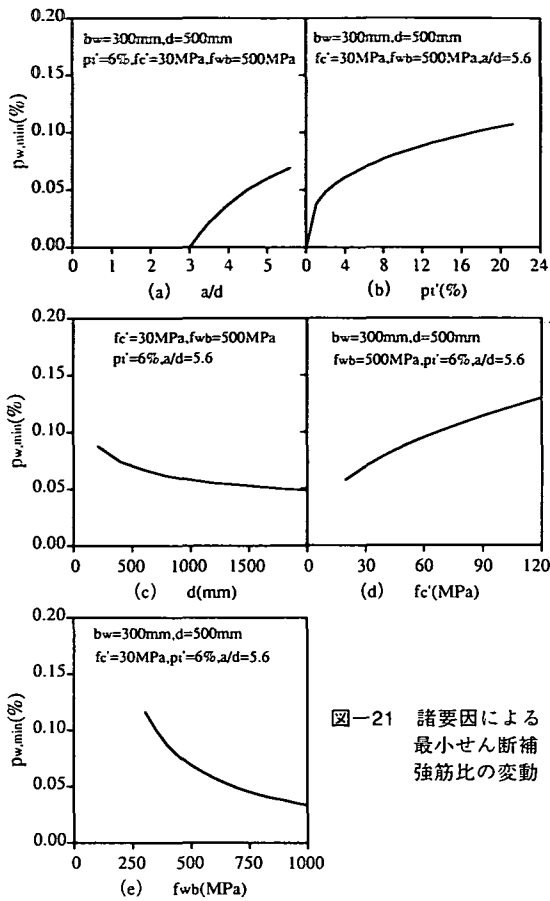 0.20
0.15
0.10
0.05
0.00
pw,min(%)
bw=300mm,d=500mm
pt'=6%,fc'=30MPa,fwb=500MPa
0 1 2 3 4 5
(a) a/d
bw=300mm,d=500mm
fc'=30MPa,fwb=500MPa,a/d=5.6
0 4 8 12 16 20 24
(b) pt'(%)
0.20
0.15
0.10
0.05
0.00
pw,min(%)
fc'=30MPa,fwb=500MPa
pt'=6%,a/d=5.6
0 500 1000 1500
(c) d(mm)
bw=300mm,d=500mm
fwb=500MPa,pt'=6%,a/d=5.6
0 30 60 90 120
(d) fc'(MPa)
0.20
0.15
0.10
0.05
0.00
pw,min(%)
bw=300mm,d=500mm
fc'=30MPa,pt'=6%,a/d=5.6
0 250 500 750 1000
(e) fwb(MPa)
図－21 諸要因による
最小せん断補
強筋比の変動